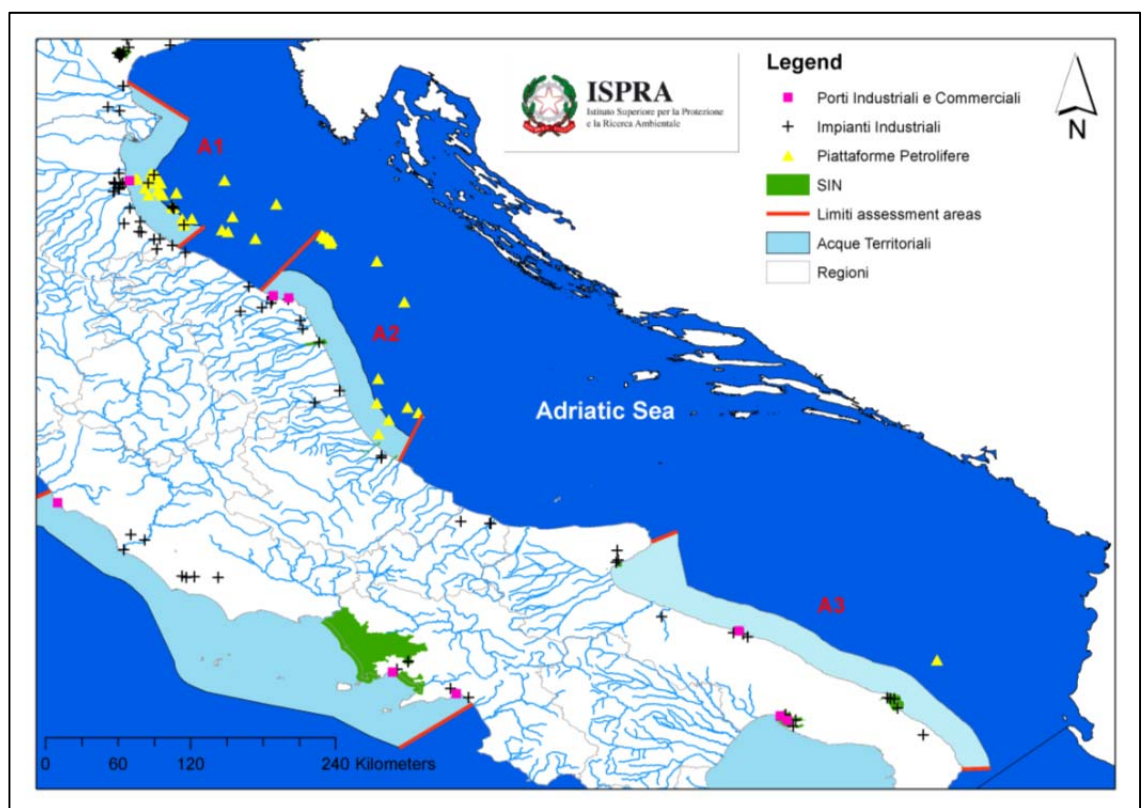 ISPRA
Istituto Superiore per la Protezione
e la Ricerca Ambientale
Legend
Porti Industriali e Commerciali
Impianti Industriali
Piattaforme Petrolifere
SIN
Limiti assessment areas
Acque Territoriali
Regioni
N
A1
A2
Adriatic Sea
A3
0 60 120 240 Kilometers